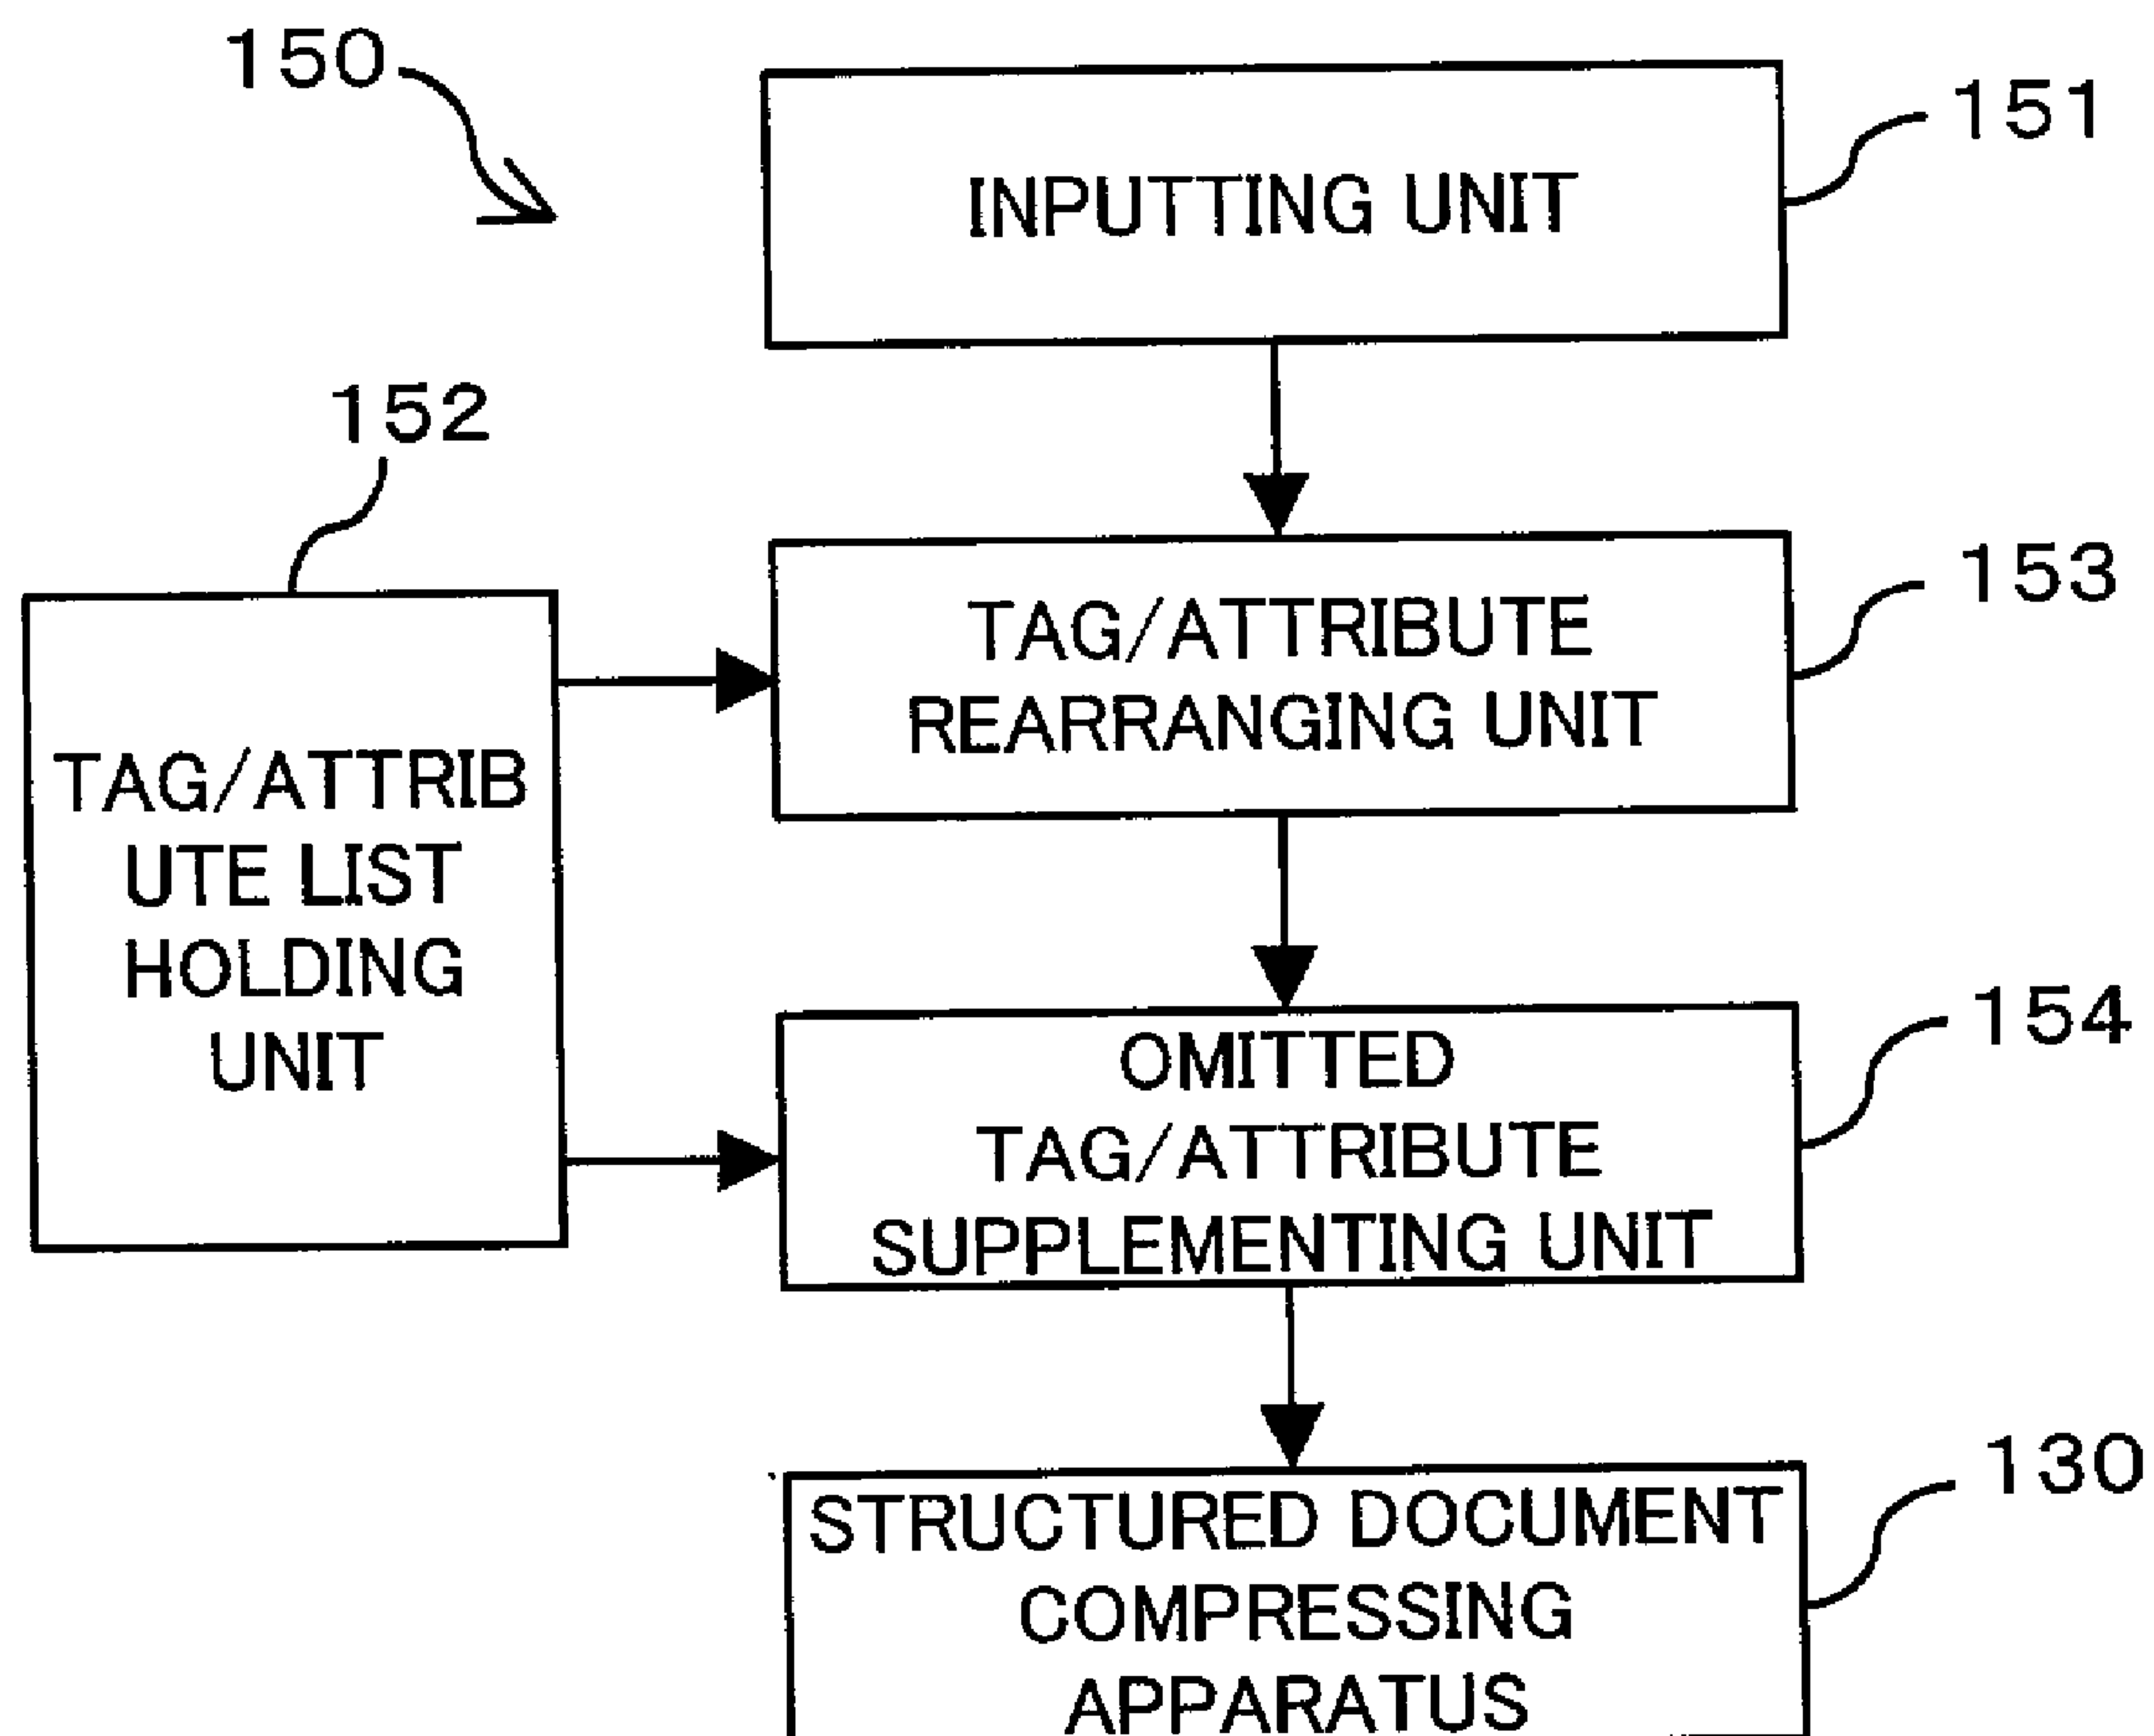 150
INPUTTING UNIT
151
152
TAG/ATTRIBUTE
REARRANGING UNIT
153
TAG/ATTRIB
UTE LIST
HOLDING
UNIT
OMITTED
TAG/ATTRIBUTE
SUPPLEMENTING UNIT
154
STRUCTURED DOCUMENT
COMPRESSING
APPARATUS
130